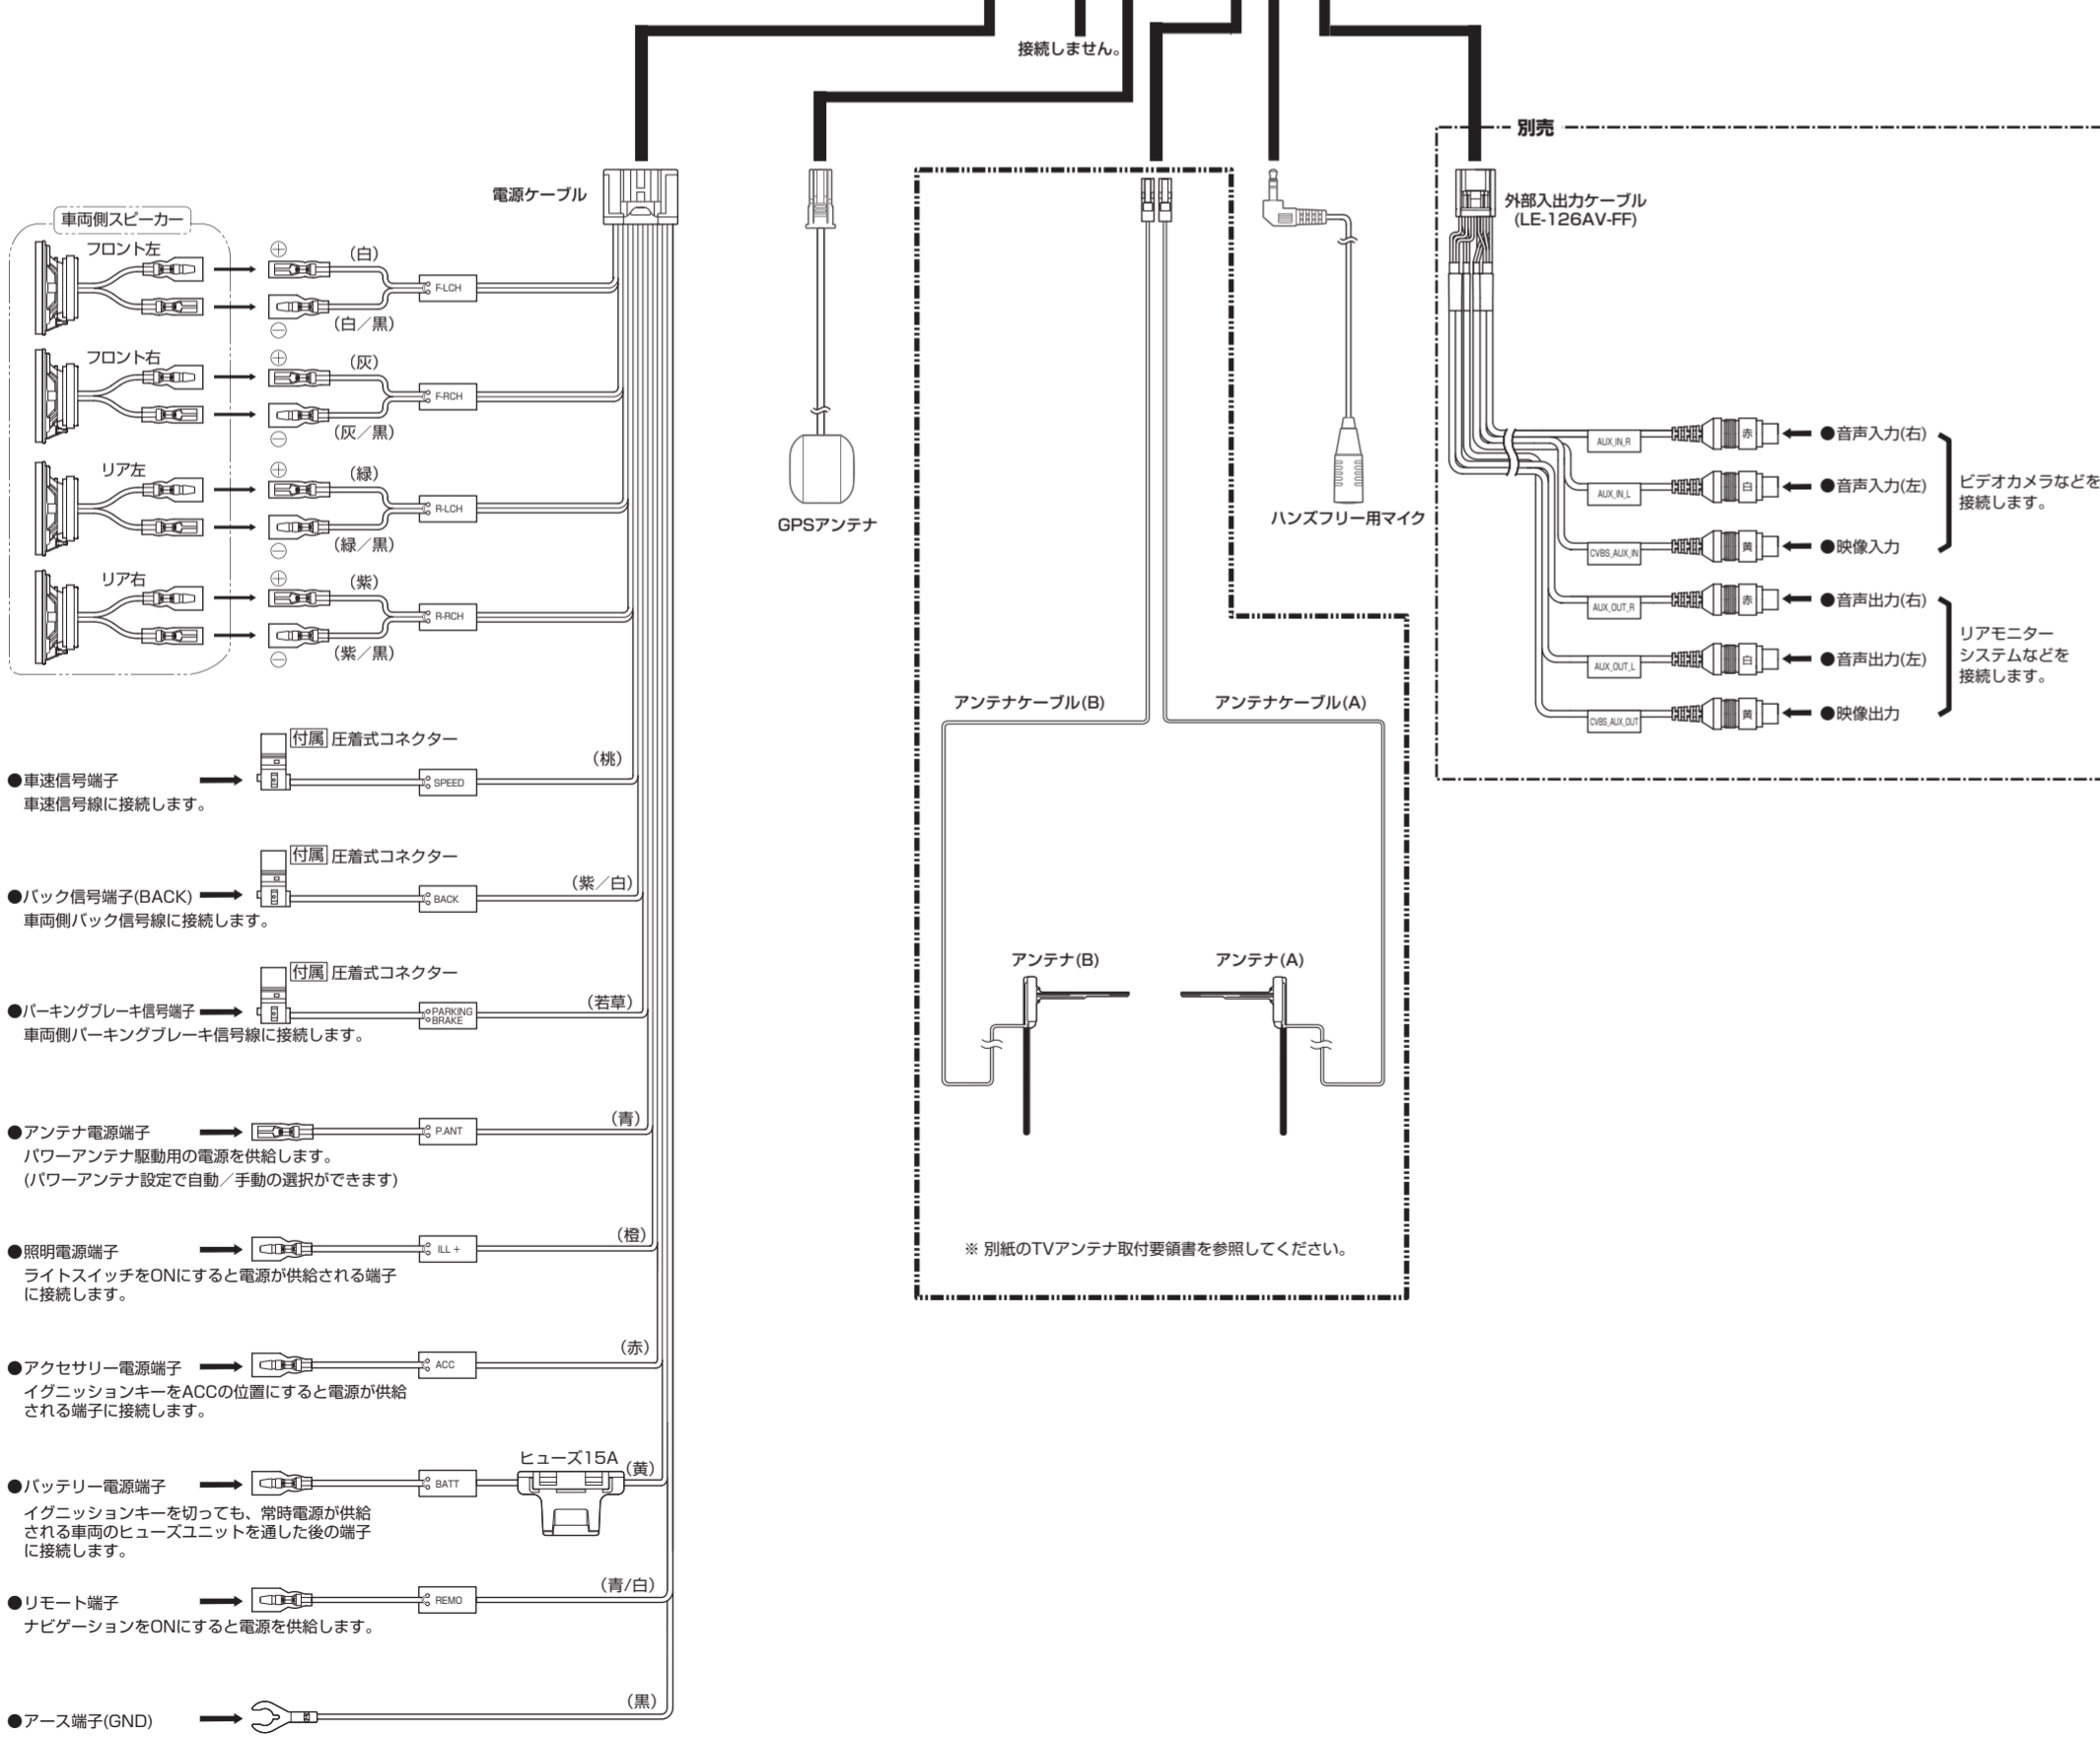 接続しません。
別売
電源ケーブル
外部入出力ケーブル
(LE-126AV-FF)
車両側スピーカー
フロント左
⊕
(白)
F-LCH
⊖
(白／黒)
フロント右
⊕
(灰)
F-RCH
⊖
(灰／黒)
リア左
⊕
(緑)
R-LCH
⊖
(緑／黒)
リア右
⊕
(紫)
R-RCH
⊖
(紫／黒)
付属 圧着式コネクター
(桃)
●車速信号端子
SPEED
車速信号線に接続します。
付属 圧着式コネクター
(紫／白)
●バック信号端子(BACK)
BACK
車両側バック信号線に接続します。
付属 圧着式コネクター
(若草)
●パーキングブレーキ信号端子
PARKING
BRAKE
車両側パーキングブレーキ信号線に接続します。
(青)
●アンテナ電源端子
P.ANT
パワーアンテナ駆動用の電源を供給します。
(パワーアンテナ設定で自動／手動の選択ができます)
(橙)
●照明電源端子
ILL +
ライトスイッチをONにすると電源が供給される端子
に接続します。
(赤)
●アクセサリー電源端子
ACC
イグニッションキーをACCの位置にすると電源が供給
される端子に接続します。
ヒューズ15A
(黄)
●バッテリー電源端子
BATT
イグニッションキーを切っても、常時電源が供給
される車両のヒューズユニットを通した後の端子
に接続します。
(青/白)
●リモート端子
REMO
ナビゲーションをONにすると電源を供給します。
(黒)
●アース端子(GND)
GPSアンテナ
アンテナケーブル(B)
アンテナケーブル(A)
アンテナ(B)
アンテナ(A)
※ 別紙のTVアンテナ取付要領書を参照してください。
ハンズフリー用マイク
AUX_IN_R
赤
●音声入力(右)
AUX_IN_L
白
●音声入力(左)
CVBS_AUX_IN
黄
●映像入力
ビデオカメラなどを
接続します。
AUX_OUT_R
赤
●音声出力(右)
AUX_OUT_L
白
●音声出力(左)
CVBS_AUX_OUT
黄
●映像出力
リアモニター
システムなどを
接続します。